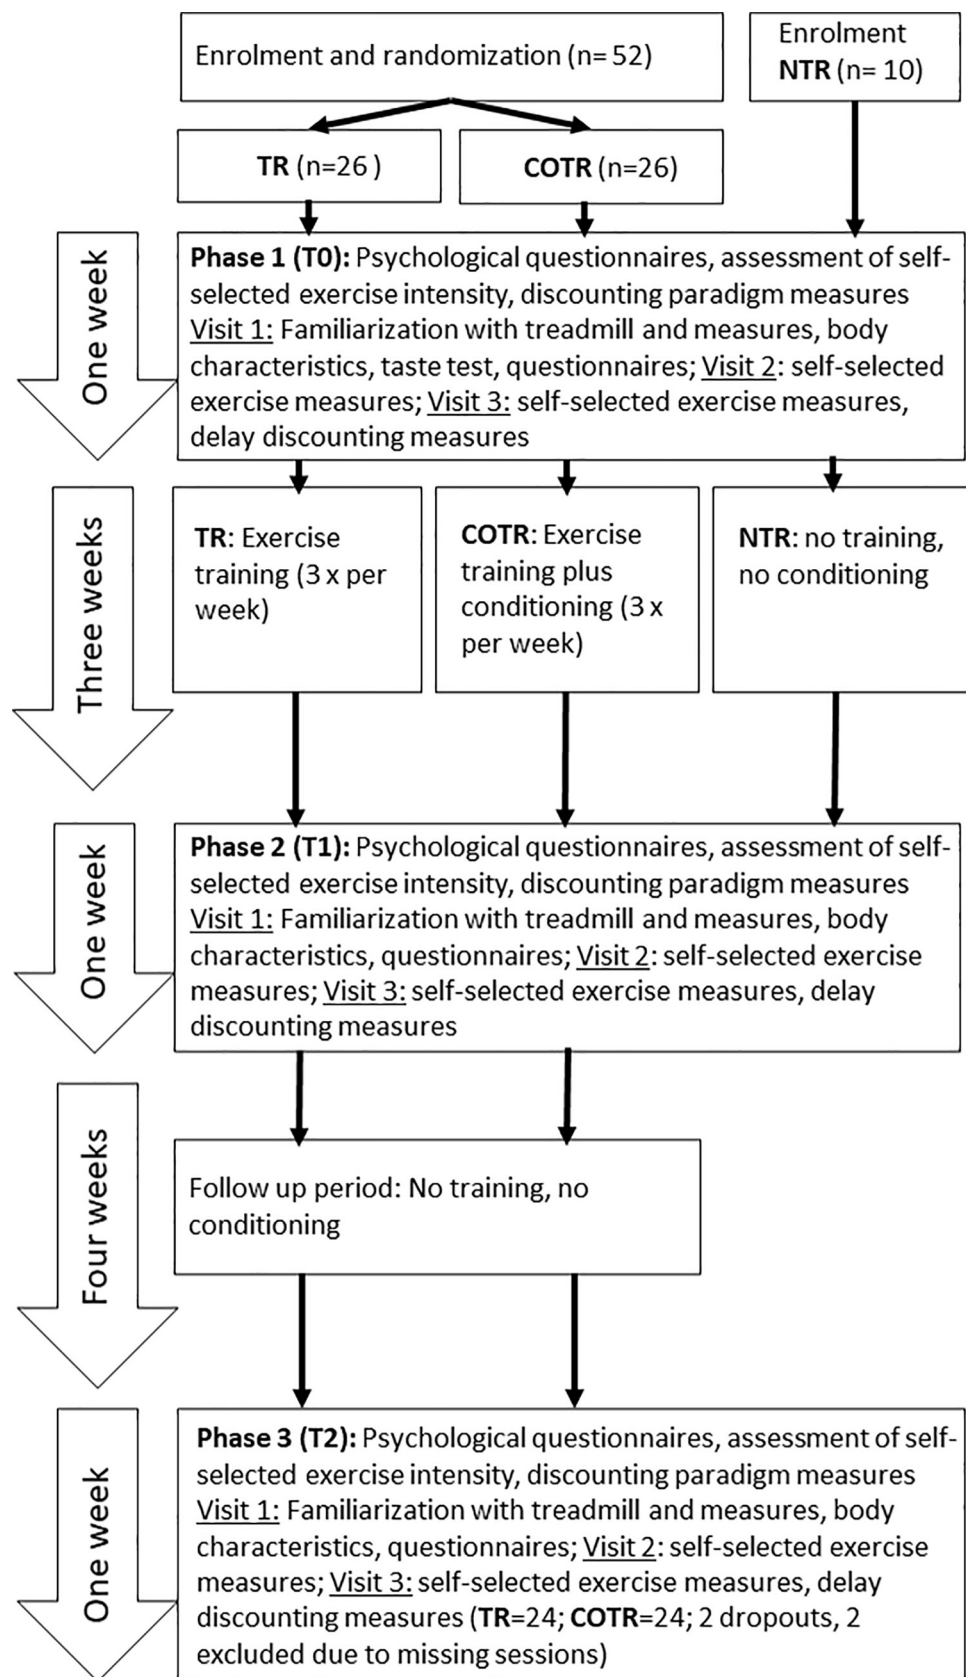 Enrolment and randomization (n= 52)
Enrolment
NTR (n= 10)
TR (n=26 )
COTR (n=26)
One week
Phase 1 (T0): Psychological questionnaires, assessment of self-
selected exercise intensity, discounting paradigm measures
Visit 1: Familiarization with treadmill and measures, body
characteristics, taste test, questionnaires; Visit 2: self-selected
exercise measures; Visit 3: self-selected exercise measures,
delay discounting measures
Three weeks
TR: Exercise
training (3 x per
week)
COTR: Exercise
training plus
conditioning (3 x
per week)
NTR: no training,
no conditioning
One week
Phase 2 (T1): Psychological questionnaires, assessment of self-
selected exercise intensity, discounting paradigm measures
Visit 1: Familiarization with treadmill and measures, body
characteristics, questionnaires; Visit 2: self-selected exercise
measures; Visit 3: self-selected exercise measures, delay
discounting measures
Four weeks
Follow up period: No training, no
conditioning
One week
Phase 3 (T2): Psychological questionnaires, assessment of self-
selected exercise intensity, discounting paradigm measures
Visit 1: Familiarization with treadmill and measures, body
characteristics, questionnaires; Visit 2: self-selected exercise
measures; Visit 3: self-selected exercise measures, delay
discounting measures (TR=24; COTR=24; 2 dropouts, 2
excluded due to missing sessions)